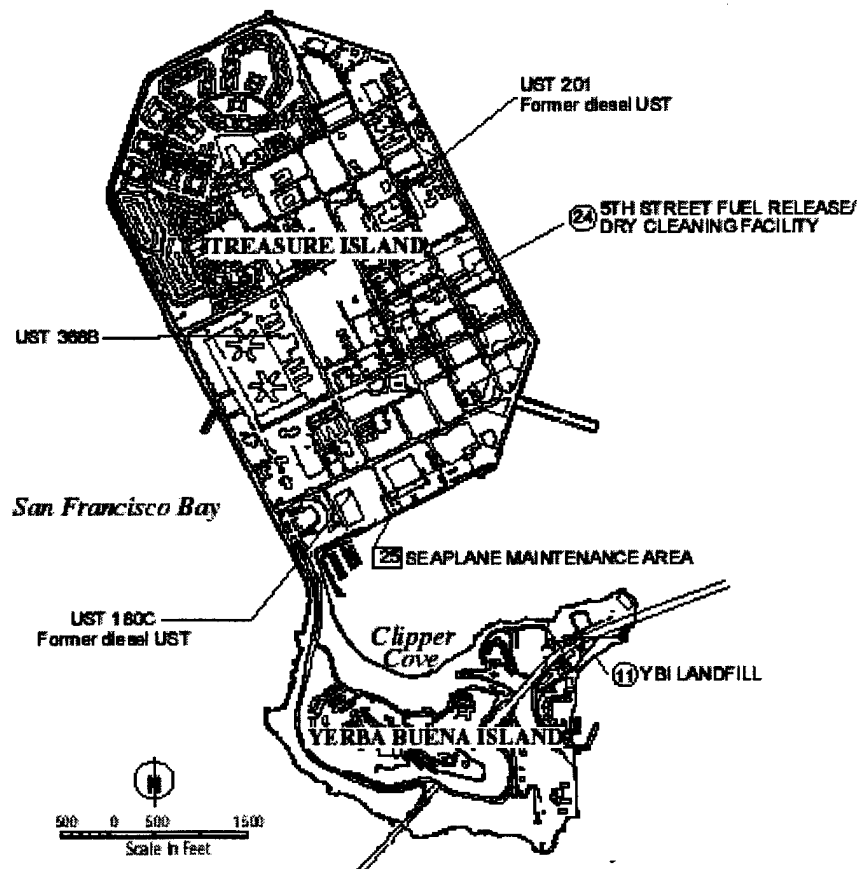 UST 201
Former diesel UST
24 5TH STREET FUEL RELEASE/
DRY CLEANING FACILITY
TREASURE ISLAND
UST 368B
San Francisco Bay
25 SEAPLANE MAINTENANCE AREA
UST 180C
Former diesel UST
Clipper
Cove
11 YBI LANDFILL
YERBA BUENA ISLAND
N
500 0 500 1500
Scale In Feet